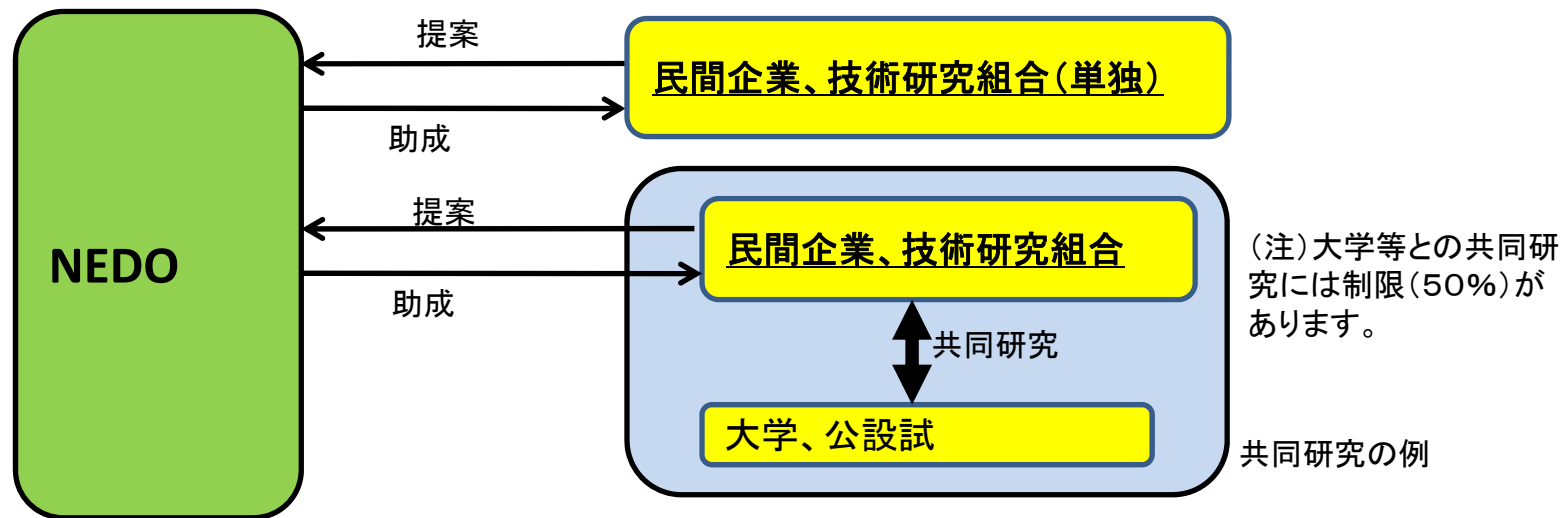 提案
民間企業、技術研究組合（単独）
助成
提案
民間企業、技術研究組合
NEDO
（注）大学等との共同研
究には制限（５０％）が
あります。
助成
共同研究
大学、公設試
共同研究の例